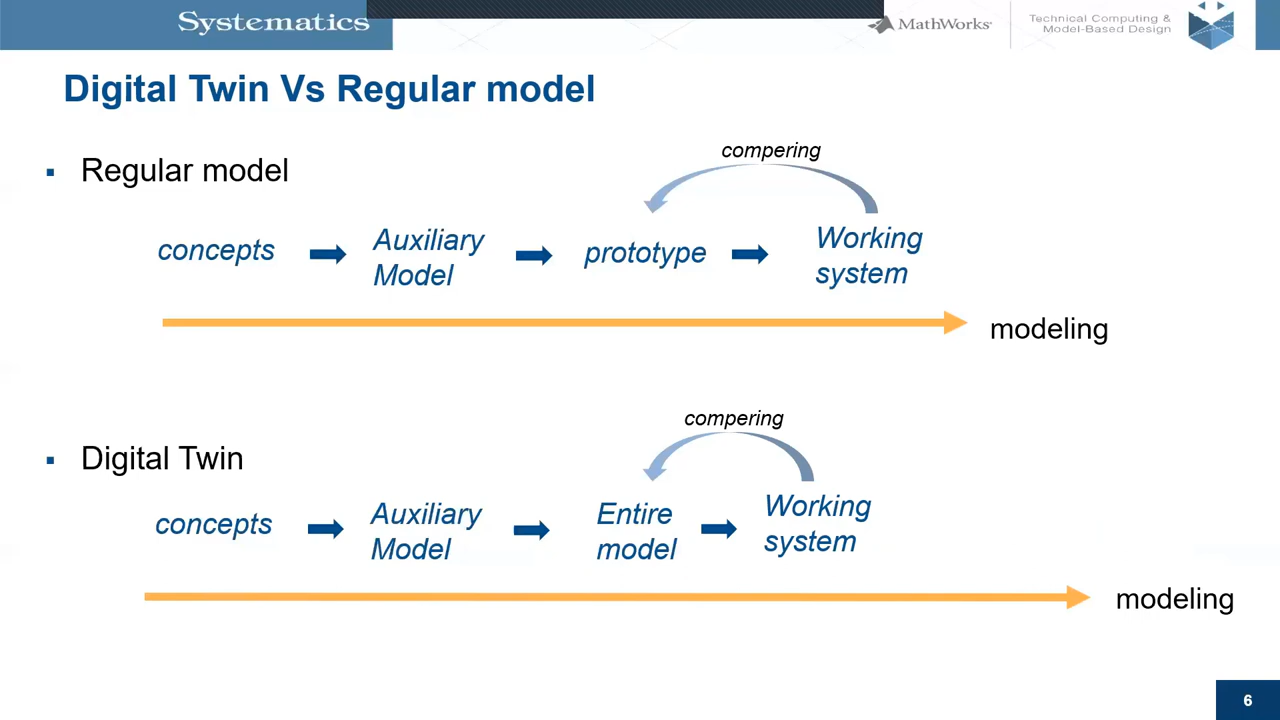 Systematics
MathWorks
Technical Computing &
Model-Based Design
Digital Twin Vs Regular model
▪ Regular model
compering
concepts
Auxiliary
Model
prototype
Working
system
modeling
▪ Digital Twin
compering
concepts
Auxiliary
Model
Entire
model
Working
system
modeling
6